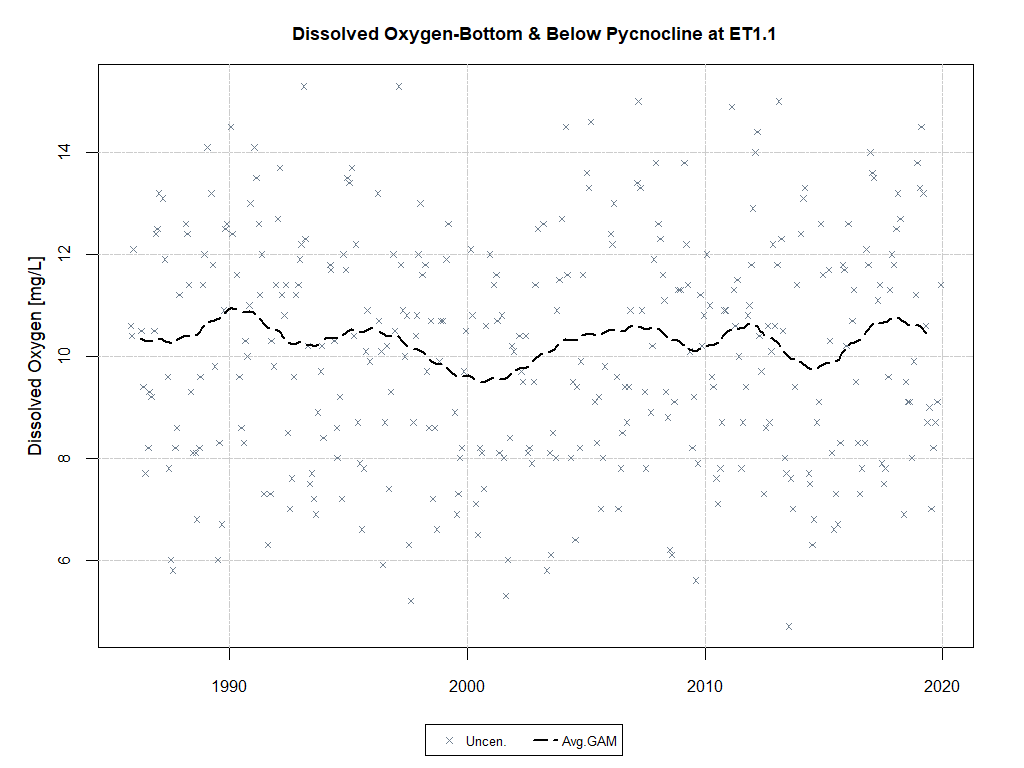 Dissolved Oxygen-Bottom & Below Pycnocline at ET1.1
Dissolved Oxygen [mg/L]
14
12
10
8
6
1990
2000
2010
2020
Uncen.
Avg.GAM